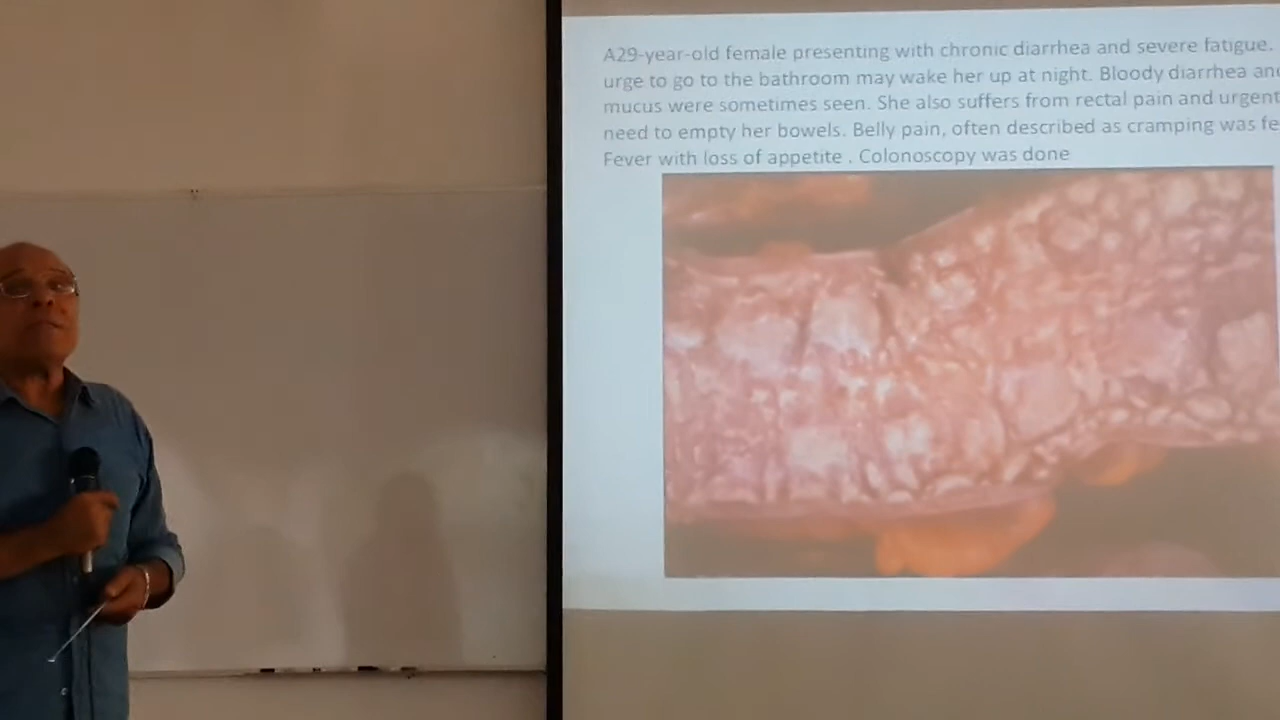 A29-year-old female presenting with chronic diarrhea and severe fatigue.
urge to go to the bathroom may wake her up at night. Bloody diarrhea
mucus were sometimes seen. She also suffers from rectal pain and
need to empty her bowels. Belly pain, often described as cramping was
Fever with loss of appetite . Colonoscopy was done